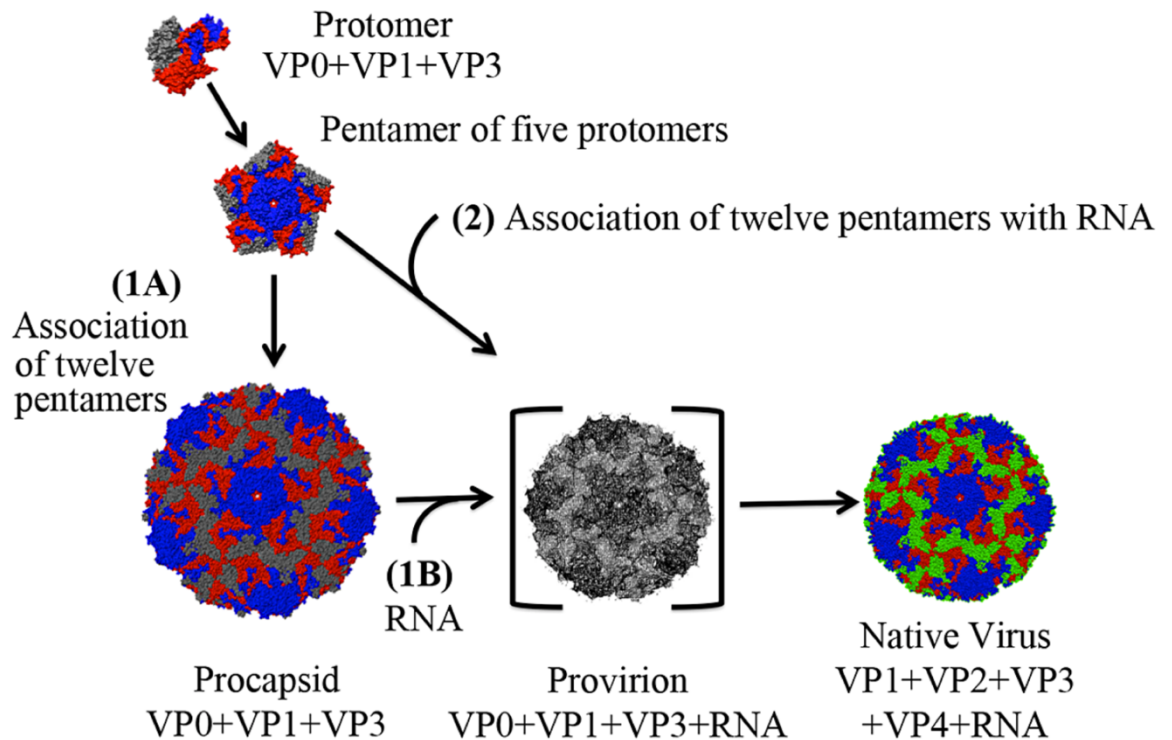 Protomer
VP0+VP1+VP3
Pentamer of five protomers
(2) Association of twelve pentamers with RNA
(1A)
Association
of twelve
pentamers
(1B)
RNA
Procapsid
VP0+VP1+VP3
Provirion
VP0+VP1+VP3+RNA
Native Virus
VP1+VP2+VP3
+VP4+RNA